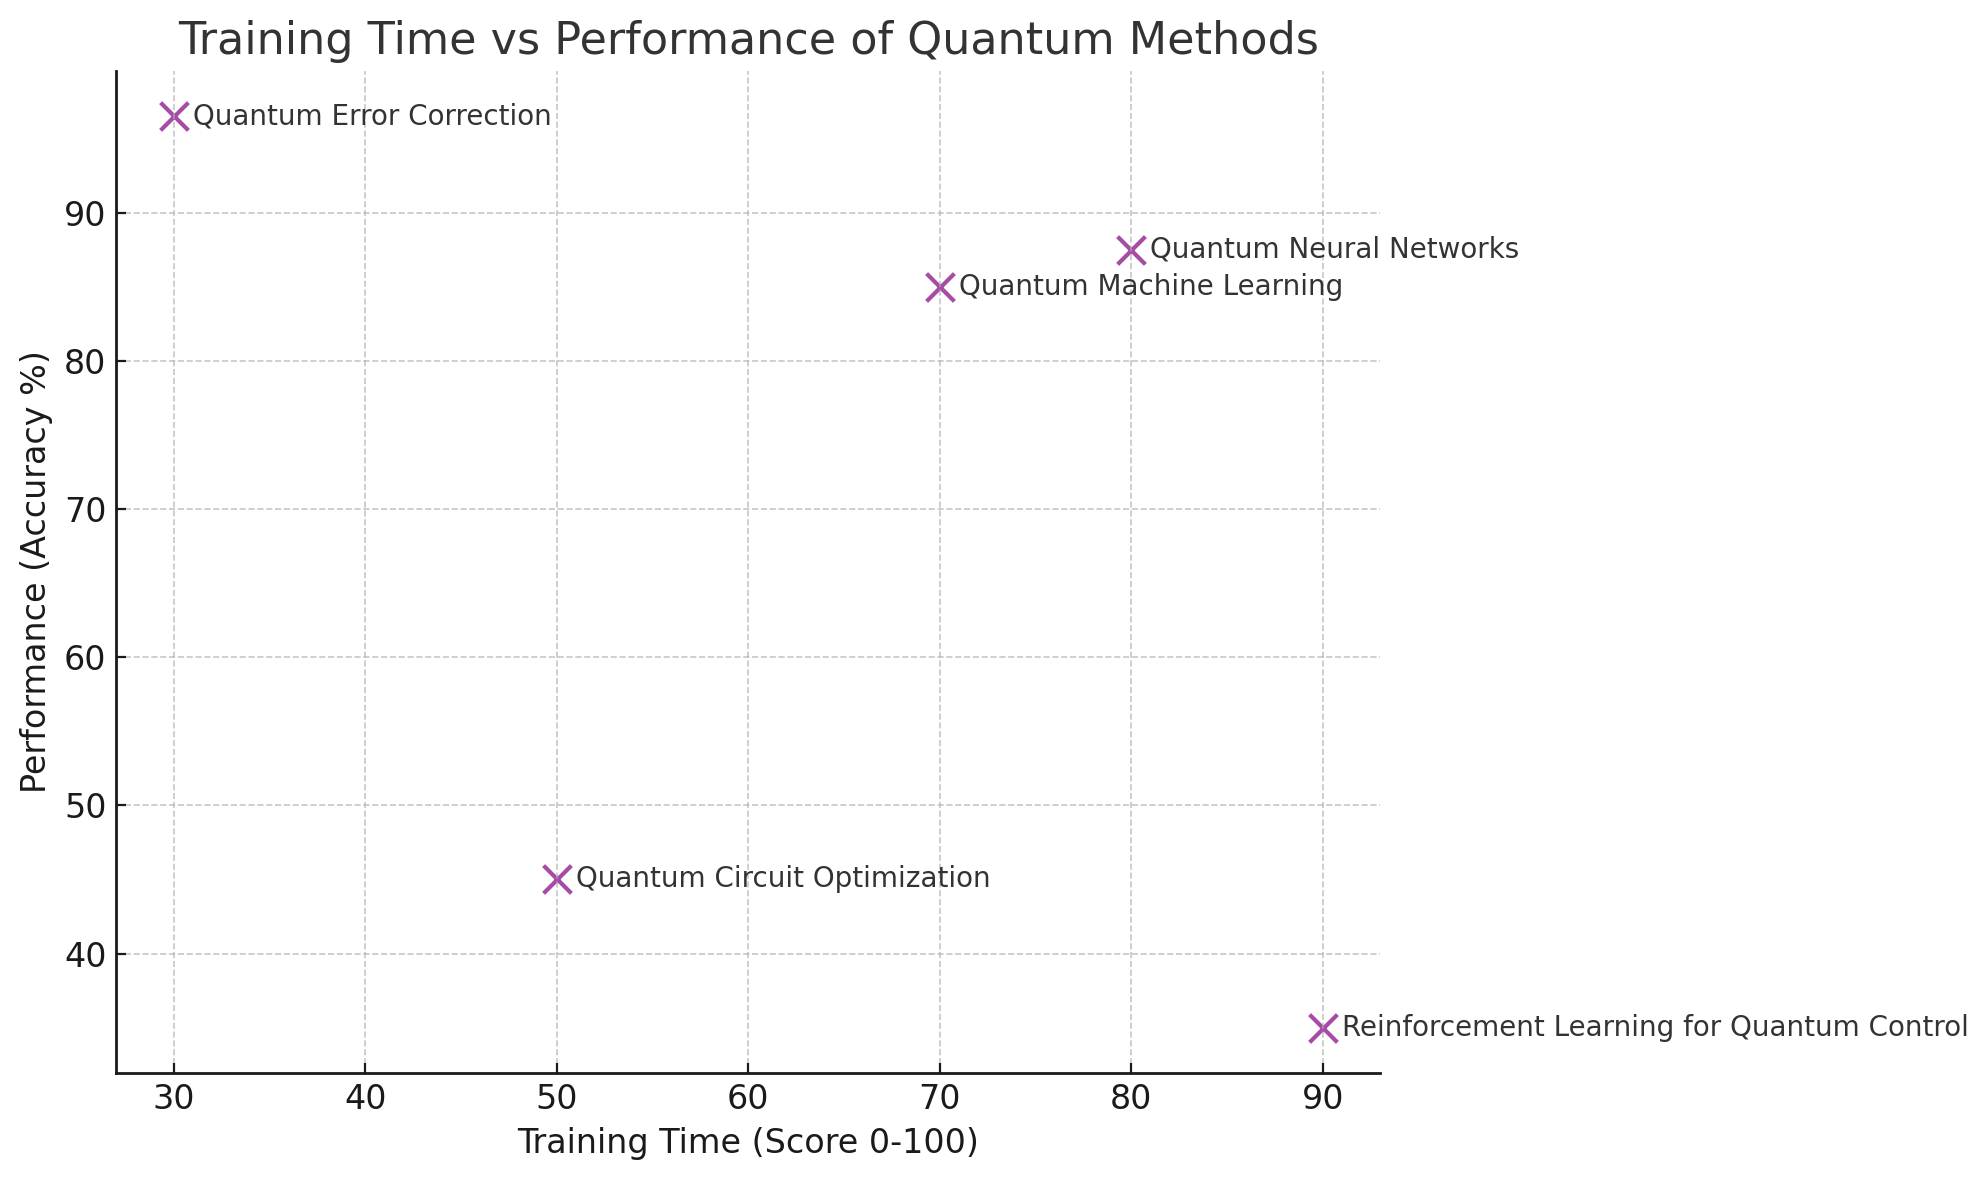 Training Time vs Performance of Quantum Methods
Quantum Error Correction
90
Quantum Neural Networks
Quantum Machine Learning
80
Performance (Accuracy %)
70
60
50
Quantum Circuit Optimization
40
Reinforcement Learning for Quantum Control
30 40 50 60 70 80 90
Training Time (Score 0-100)